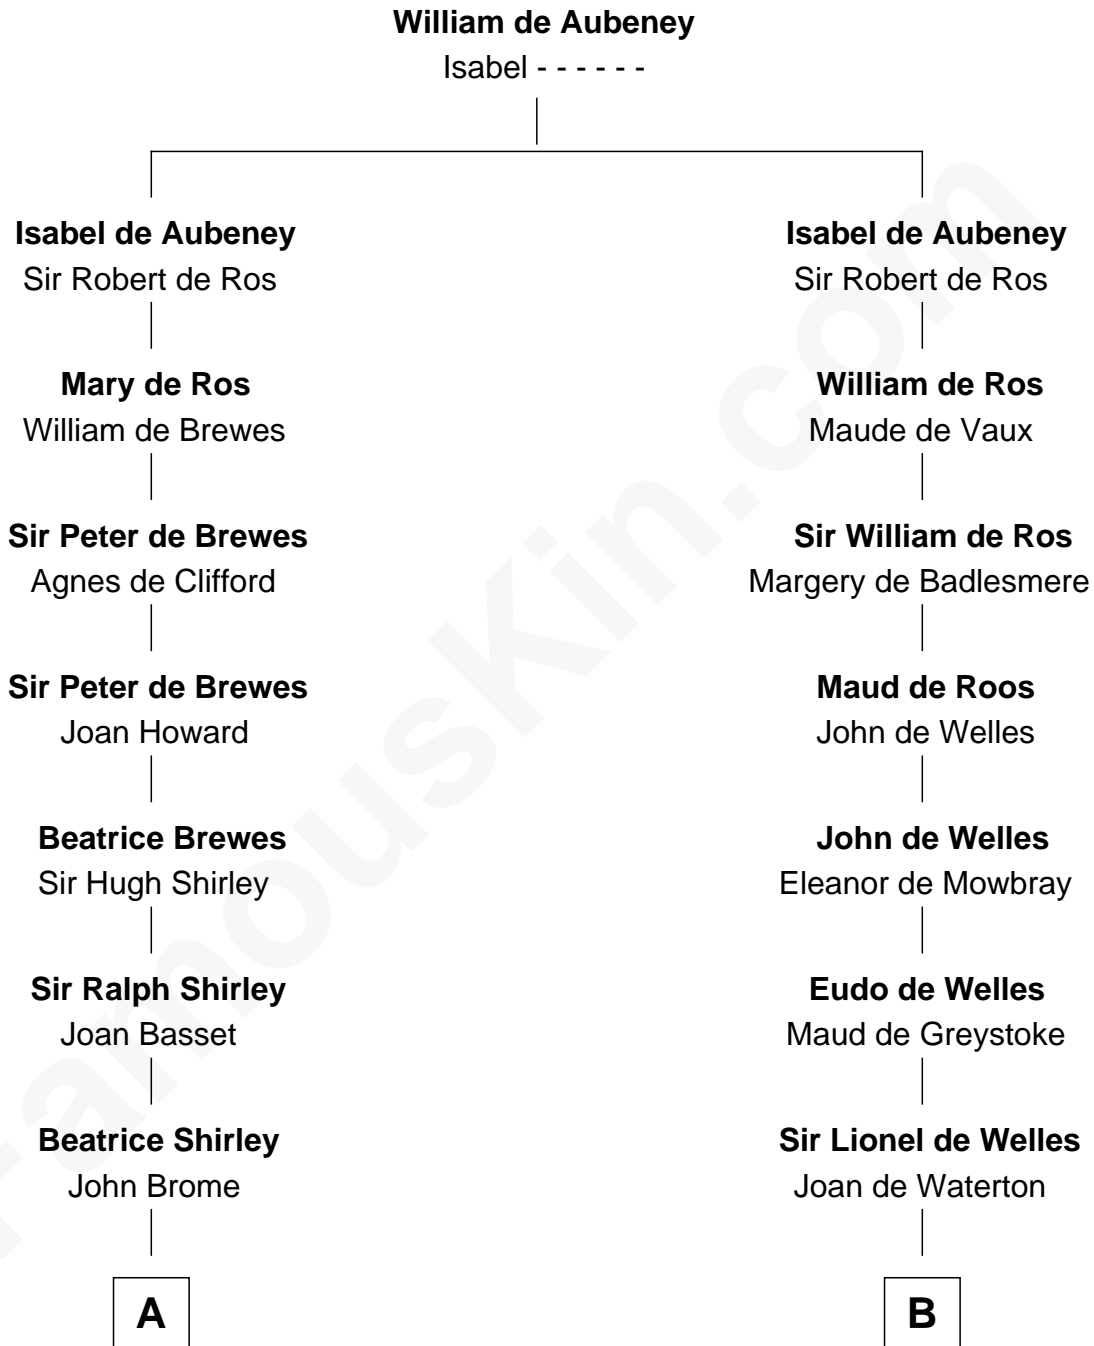 William de Aubeney
Isabel - - - - - -
Isabel de Aubeney
Sir Robert de Ros
Isabel de Aubeney
Sir Robert de Ros
Mary de Ros
William de Brewes
William de Ros
Maude de Vaux
Sir Peter de Brewes
Agnes de Clifford
Sir William de Ros
Margery de Badlesmere
Sir Peter de Brewes
Joan Howard
Maud de Roos
John de Welles
Beatrice Brewes
Sir Hugh Shirley
John de Welles
Eleanor de Mowbray
Sir Ralph Shirley
Joan Basset
Eudo de Welles
Maud de Greystoke
Beatrice Shirley
John Brome
Sir Lionel de Welles
Joan de Waterton
A
B
FamousKin.com